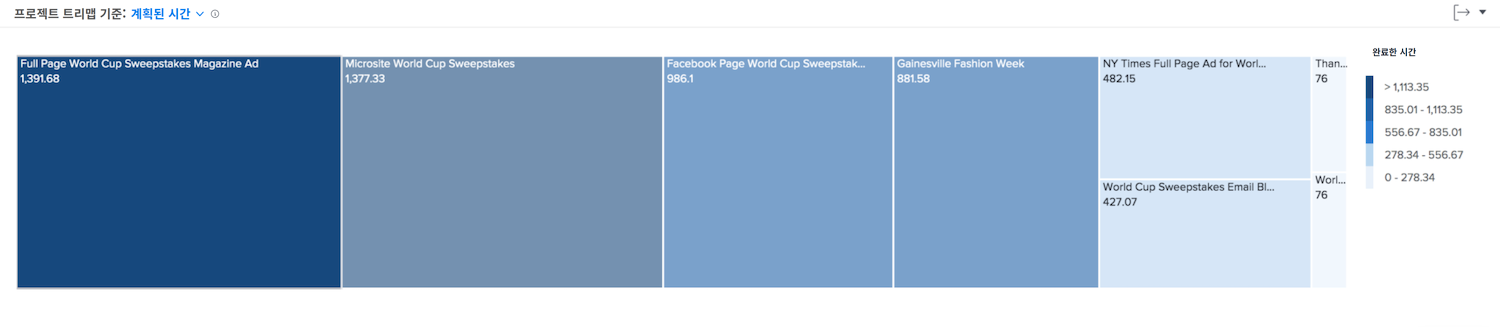 프로젝트 트리맵 기준: 계획된 시간
Full Page World Cup Sweepstakes Magazine Ad
1,391.68
Microsite World Cup Sweepstakes
1,377.33
Facebook Page World Cup Sweepstak...
986.1
Gainesville Fashion Week
881.58
NY Times Full Page Ad for Worl...
482.15
World Cup Sweepstakes Email Bl...
427.07
Than...
76
Worl...
76
완료한 시간
> 1,113.35
835.01 - 1,113.35
556.67 - 835.01
278.34 - 556.67
0 - 278.34